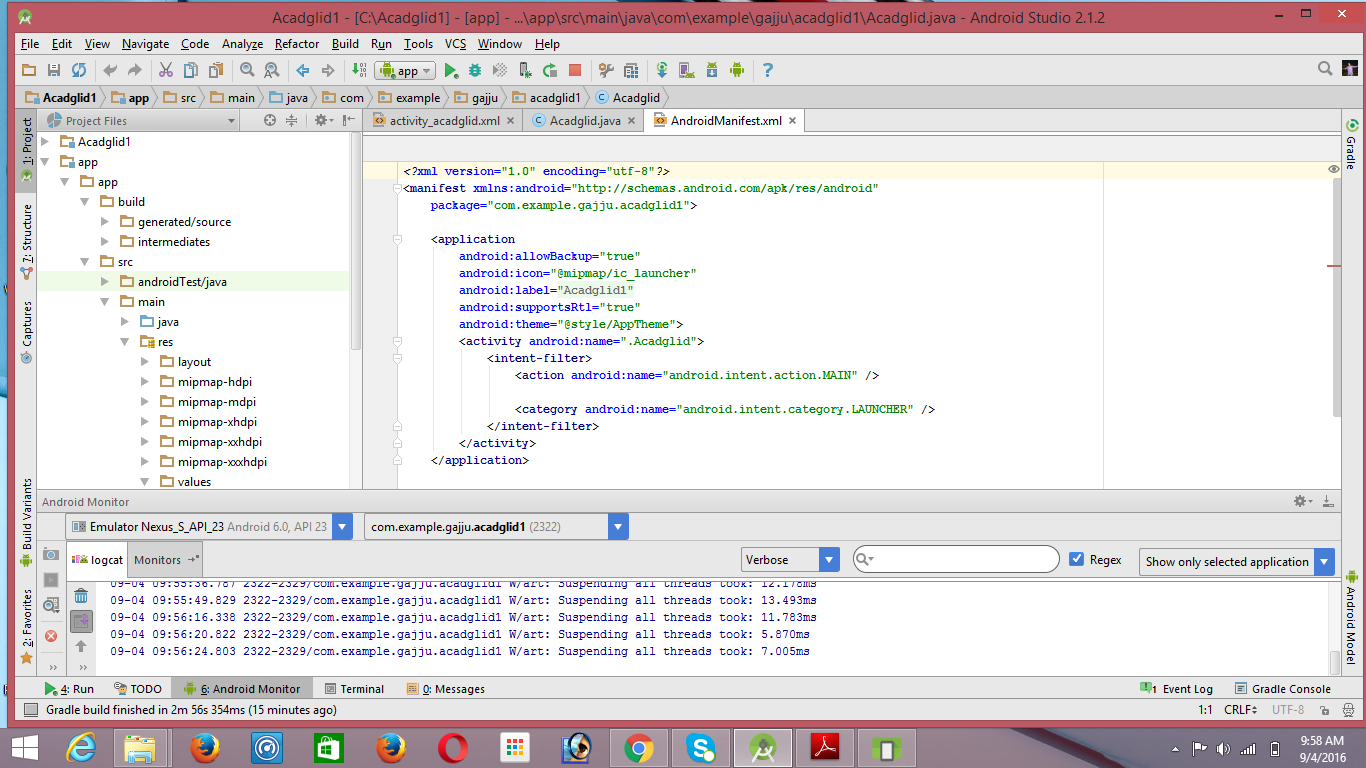 Acadglid1 - [C:\Acadglid1] - [app] - ...\app\src\main\java\com\example\gajju\acadglid1\Acadglid.java - Android Studio 2.1.2
File Edit View Navigate Code Analyze Refactor Build Run Tools VCS Window Help
app
Acadglid1 app src main java com example gajju acadglid1 Acadglid
1: Project
7: Structure
Captures
Build Variants
2: Favorites
Project Files
Acadglid1
app
app
build
generated/source
intermediates
src
androidTest/java
main
java
res
layout
mipmap-hdpi
mipmap-mdpi
mipmap-xhdpi
mipmap-xxhdpi
mipmap-xxxhdpi
values
activity_acadglid.xml Acadglid.java AndroidManifest.xml
<?xml version="1.0" encoding="utf-8"?>
<manifest xmlns:android="http://schemas.android.com/apk/res/android"
package="com.example.gajju.acadglid1">
<application
android:allowBackup="true"
android:icon="@mipmap/ic_launcher"
android:label="Acadglid1"
android:supportsRtl="true"
android:theme="@style/AppTheme">
<activity android:name=".Acadglid">
<intent-filter>
<action android:name="android.intent.action.MAIN" />
<category android:name="android.intent.category.LAUNCHER" />
</intent-filter>
</activity>
</application>
Gradle
Android Model
Android Monitor
Emulator Nexus_S_API_23 Android 6.0, API 23 com.example.gajju.acadglid1 (2322)
logcat Monitors Verbose Regex Show only selected application
09-04 09:55:36.787 2322-2329/com.example.gajju.acadglid1 W/art: Suspending all threads took: 12.178ms
09-04 09:55:49.829 2322-2329/com.example.gajju.acadglid1 W/art: Suspending all threads took: 13.493ms
09-04 09:56:16.338 2322-2329/com.example.gajju.acadglid1 W/art: Suspending all threads took: 11.783ms
09-04 09:56:20.822 2322-2329/com.example.gajju.acadglid1 W/art: Suspending all threads took: 5.870ms
09-04 09:56:24.803 2322-2329/com.example.gajju.acadglid1 W/art: Suspending all threads took: 7.005ms
4: Run TODO 6: Android Monitor Terminal 0: Messages 1 Event Log Gradle Console
Gradle build finished in 2m 56s 354ms (15 minutes ago) 1:1 CRLF UTF-8
9:58 AM
9/4/2016